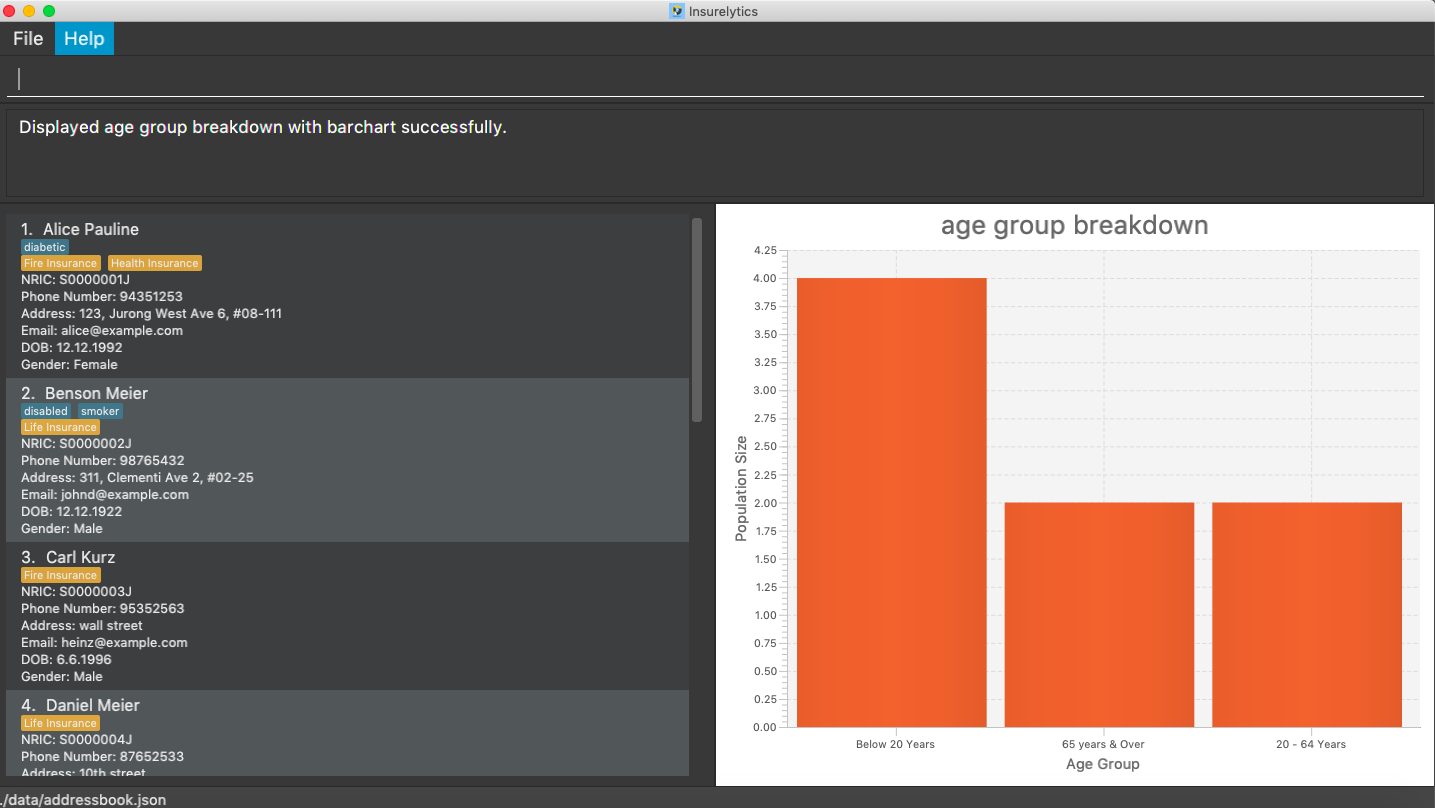 Insurelytics
File Help
Displayed age group breakdown with barchart successfully.
1. Alice Pauline
diabetic
Fire Insurance Health Insurance
NRIC: S0000001J
Phone Number: 94351253
Address: 123, Jurong West Ave 6, #08-111
Email: alice@example.com
DOB: 12.12.1992
Gender: Female
2. Benson Meier
disabled smoker
Life Insurance
NRIC: S0000002J
Phone Number: 98765432
Address: 311, Clementi Ave 2, #02-25
Email: johnd@example.com
DOB: 12.12.1922
Gender: Male
3. Carl Kurz
Fire Insurance
NRIC: S0000003J
Phone Number: 95352563
Address: wall street
Email: heinz@example.com
DOB: 6.6.1996
Gender: Male
4. Daniel Meier
Life Insurance
NRIC: S0000004J
Phone Number: 87652533
Address: 10th street
age group breakdown
4.25
4.00
3.75
3.50
3.25
3.00
2.75
2.50
2.25
2.00
1.75
1.50
1.25
1.00
0.75
0.50
0.25
0.00
Population Size
Below 20 Years 65 years & Over 20 - 64 Years
Age Group
./data/addressbook.json